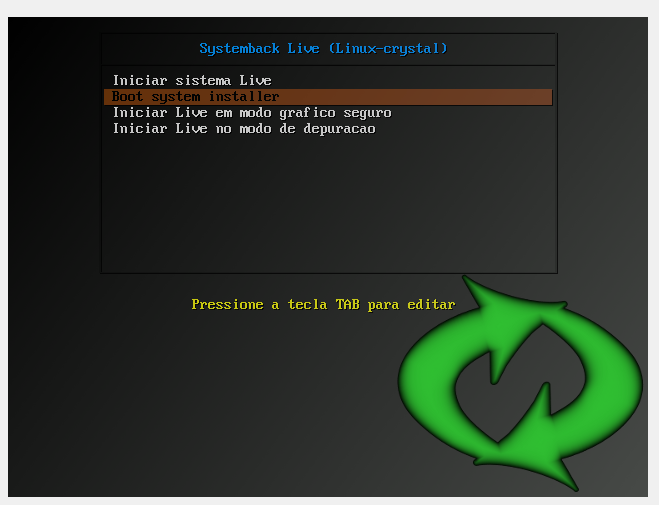 Systemback Live (Linux-crystal)
Iniciar sistema Live
Boot system installer
Iniciar Live em modo grafico seguro
Iniciar Live no modo de depuracao
Pressione a tecla TAB para editar